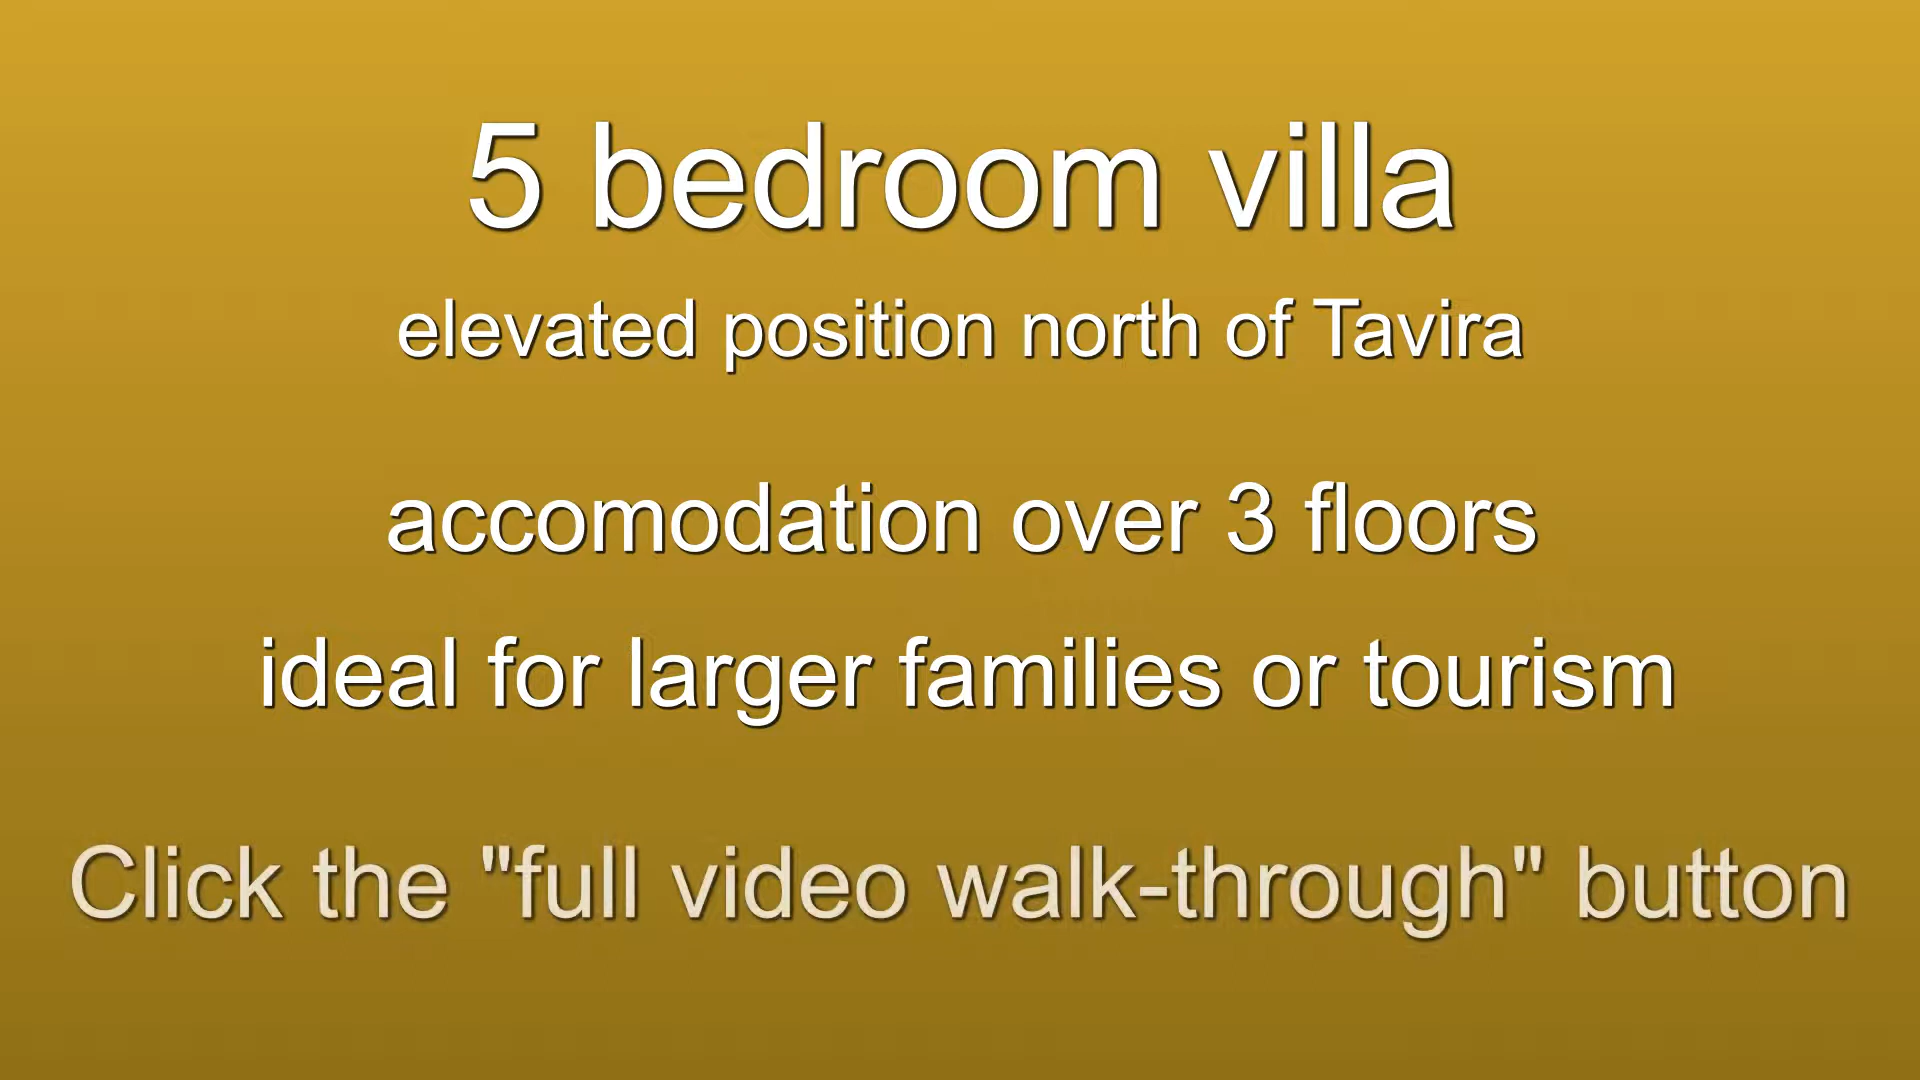 5 bedroom villa
elevated position north of Tavira
accomodation over 3 floors
ideal for larger families or tourism
Click the "full video walk-through" button